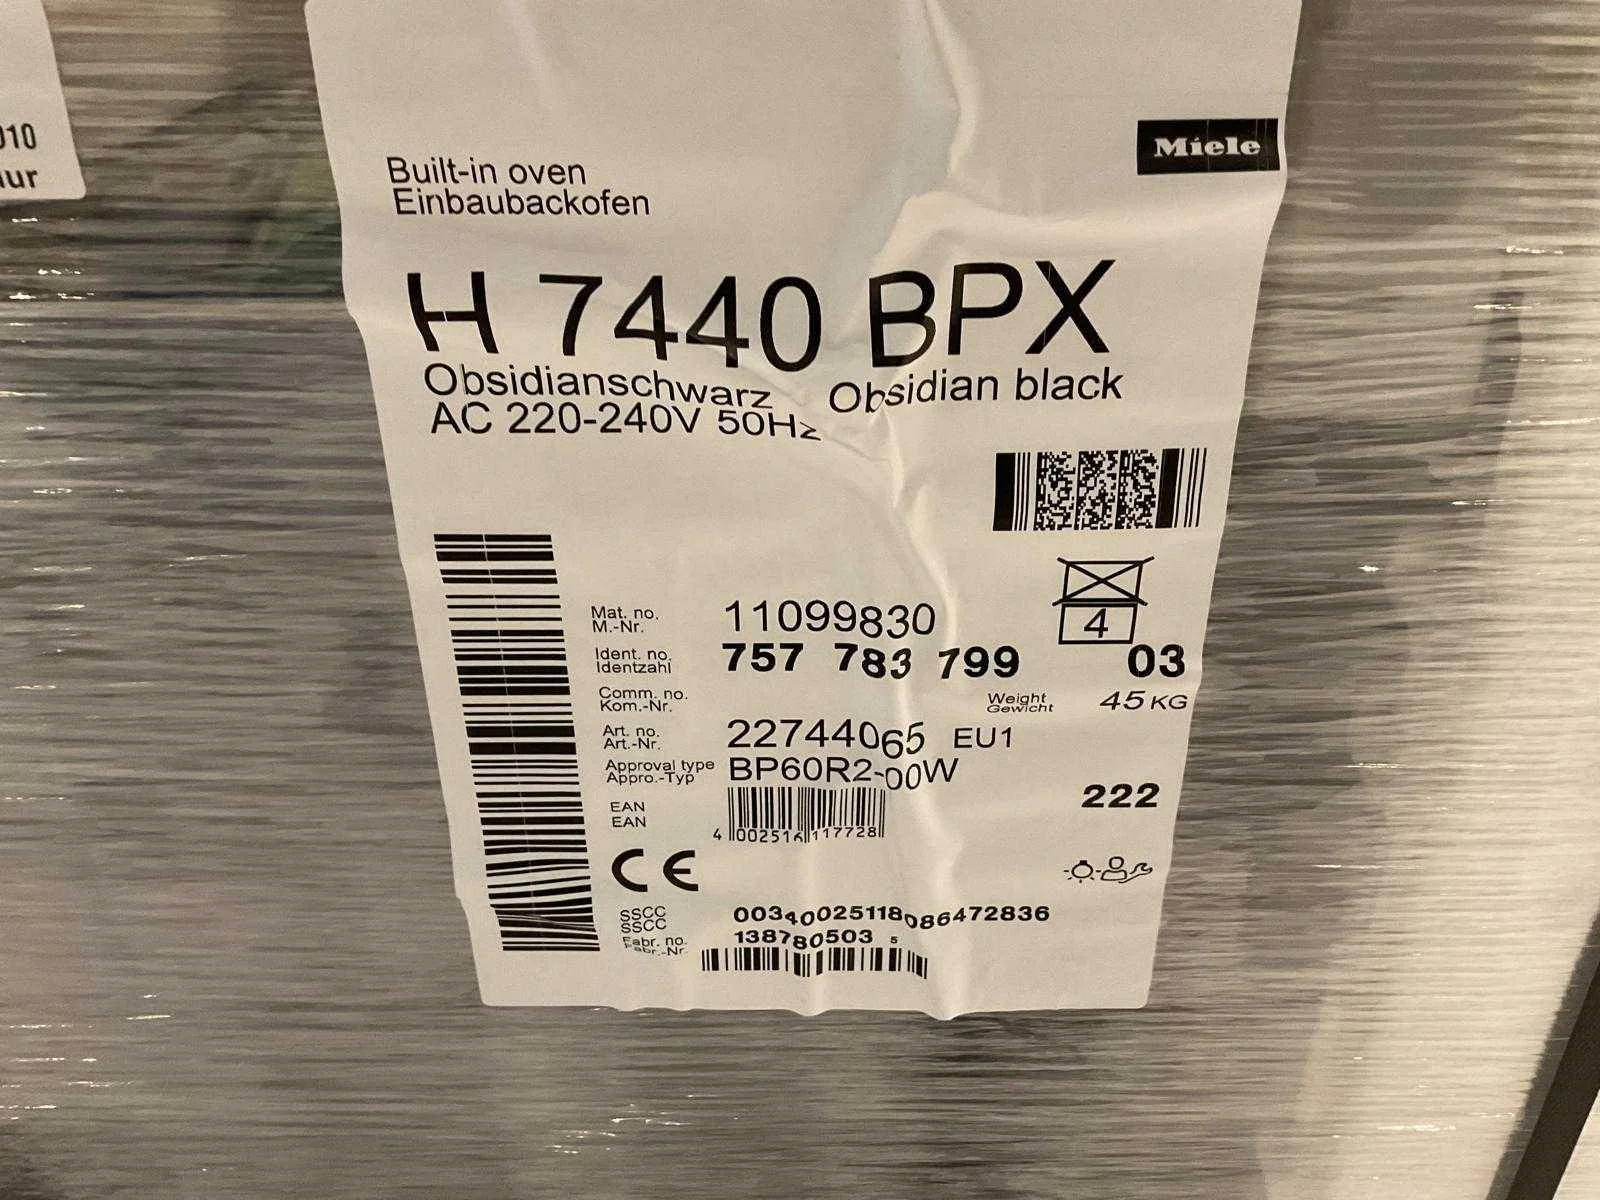 010
ur
Miele
Built-in oven
Einbaubackofen
H 7440 BPX
Obsidianschwarz Obsidian black
AC 220-240V 50Hz
Mat. no. 11099830
M.-Nr.
4
Ident. no. 757 783 799 03
Identzahl
Comm. no. Weight 45 KG
Kom.-Nr. Gewicht
Art. no. 22744065 EU1
Art.-Nr.
Approval type BP60R2-00W
Appro.-Typ
222
EAN
EAN
4 002516 117728
CE
SSCC 00340025118086472836
SSCC
Fabr. no. 138780503 5
Fabr.-Nr.